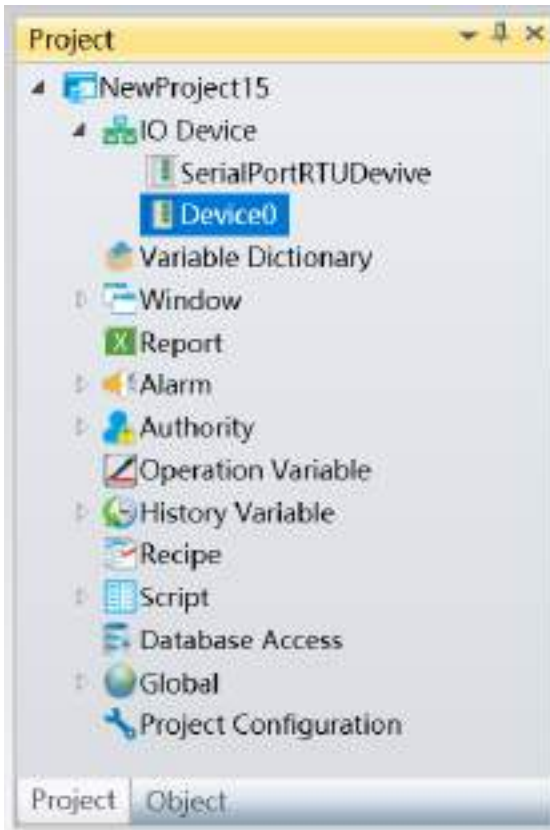 Project
NewProject15
IO Device
SerialPortRTUDevive
Device0
Variable Dictionary
Window
Report
Alarm
Authority
Operation Variable
History Variable
Recipe
Script
Database Access
Global
Project Configuration
Project Object